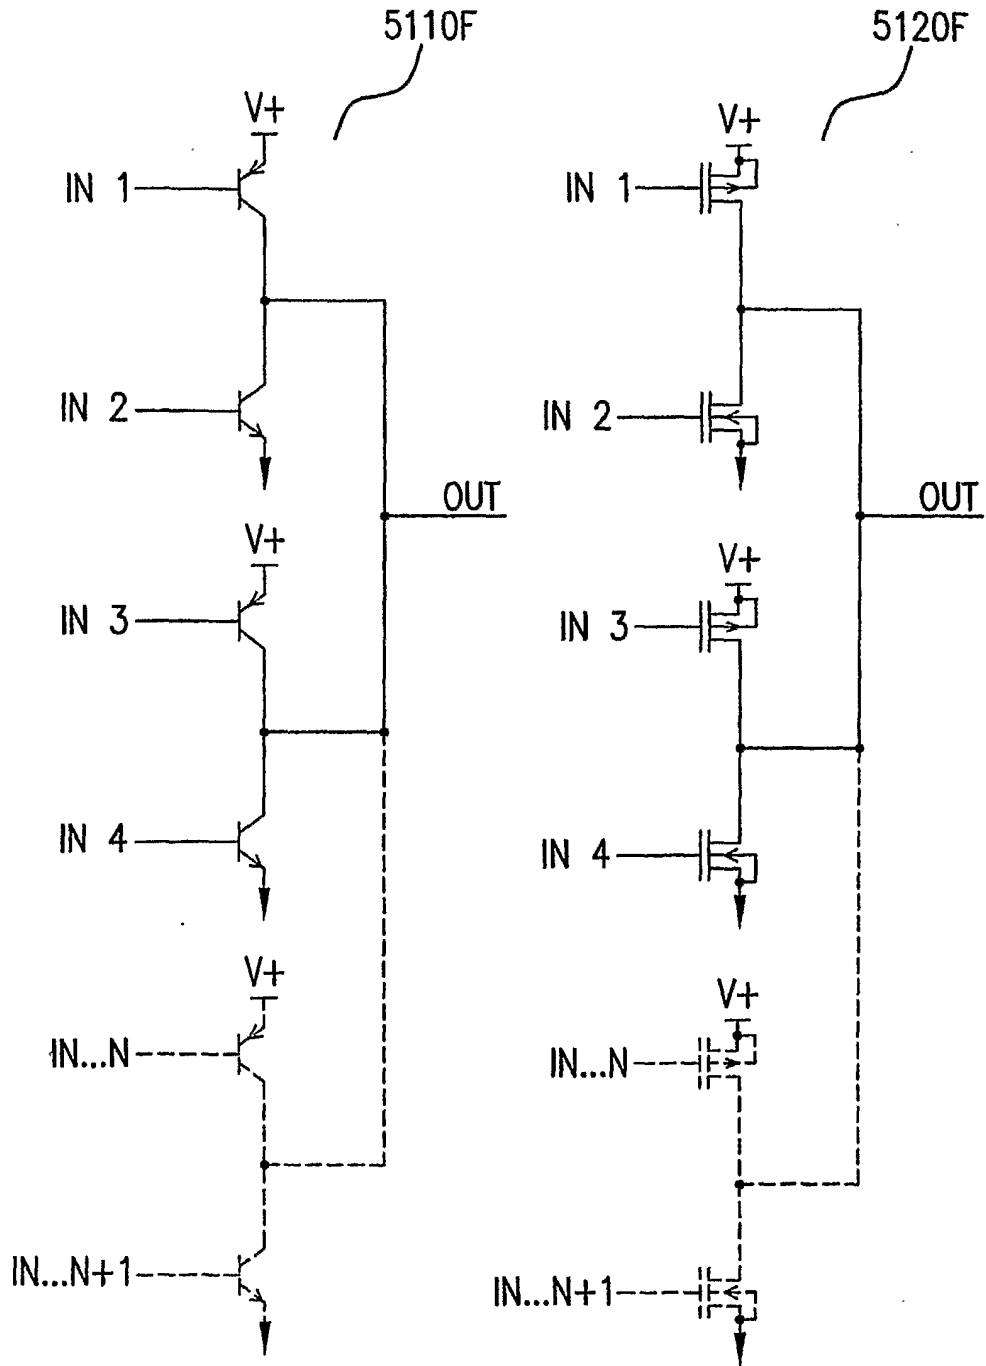 5110F
V+
IN 1
IN 2
OUT
V+
IN 3
IN 4
V+
IN...N
IN...N+1
5120F
V+
IN 1
IN 2
OUT
V+
IN 3
IN 4
V+
IN...N
IN...N+1